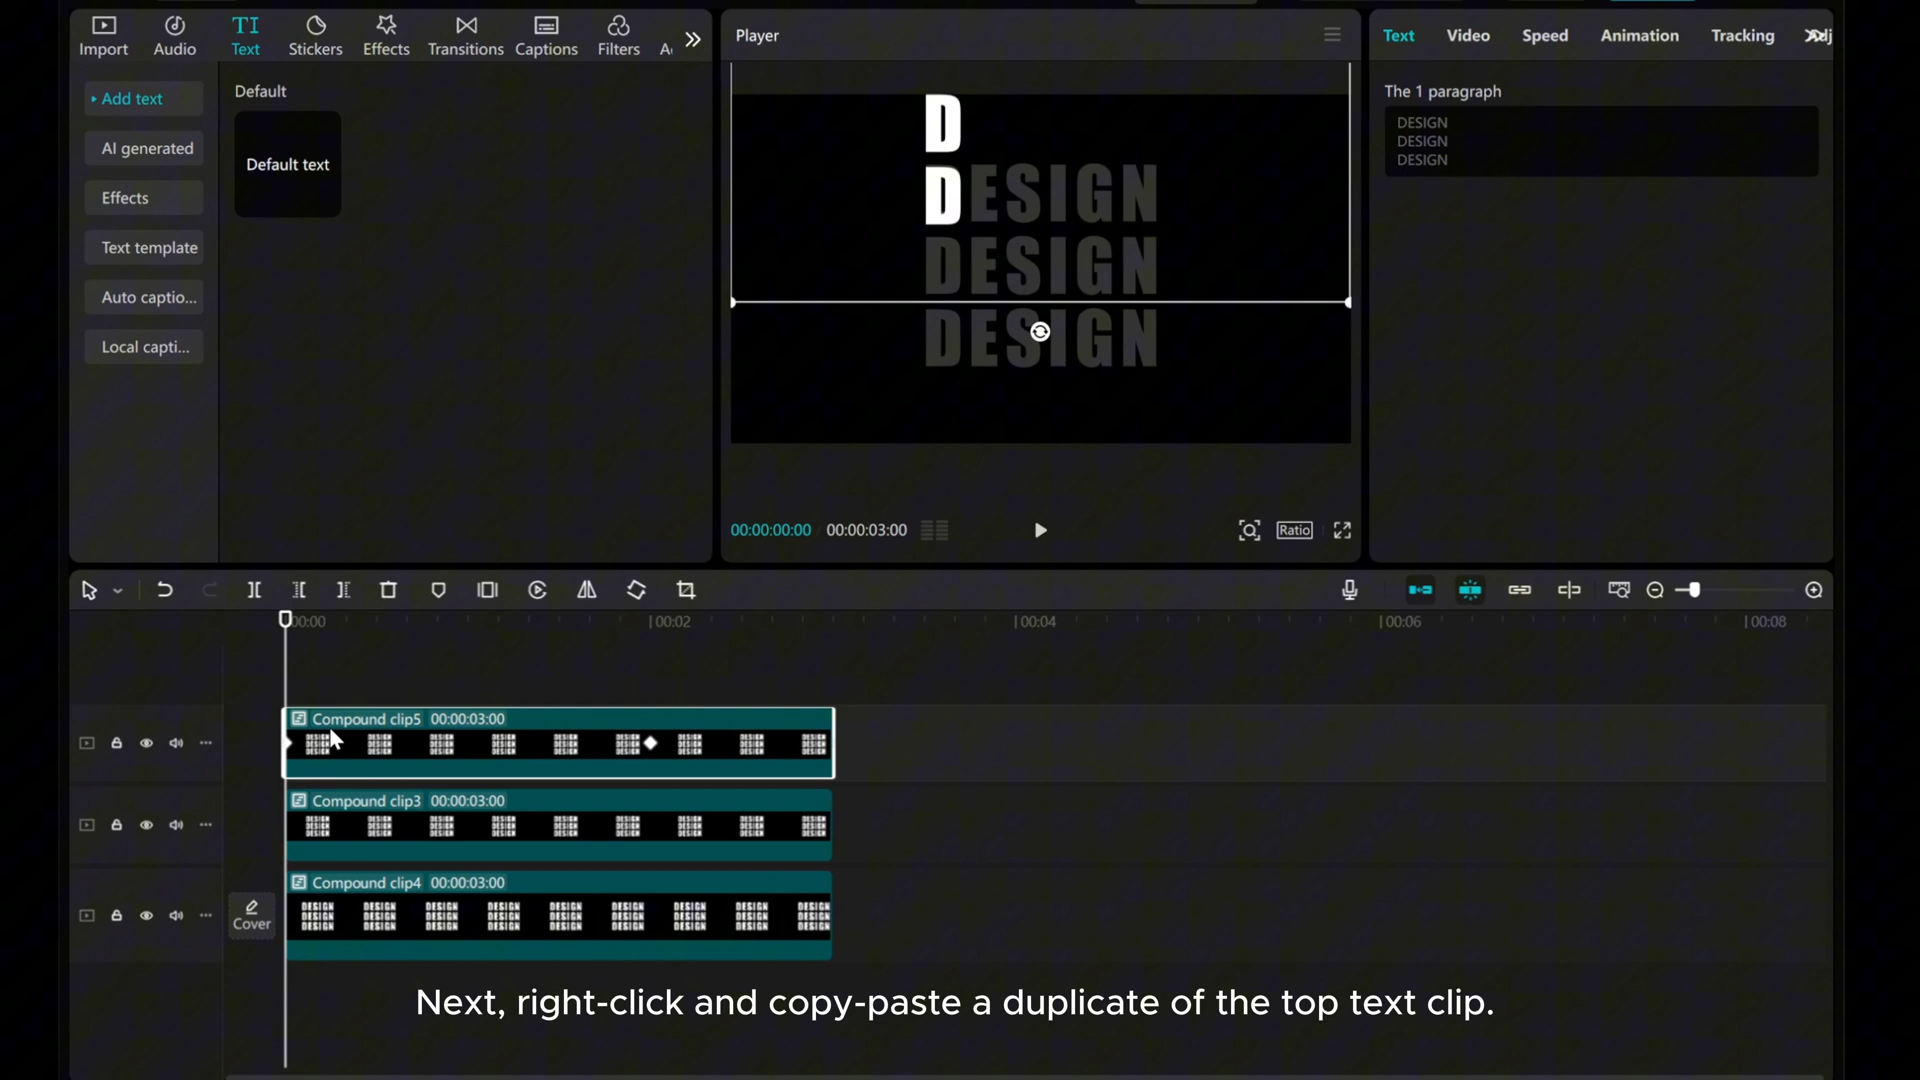 Import
Audio
TI
Text
Stickers
Effects
Transitions
Captions
Filters
Player
Text
Video
Speed
Animation
Tracking
Add text
AI generated
Effects
Text template
Auto captio...
Local capti...
Default
Default text
D
DESIGN
DESIGN
DESIGN
The 1 paragraph
DESIGN
DESIGN
DESIGN
00:00:00:00
00:00:03:00
Ratio
00:00
00:02
00:04
00:06
00:08
Compound clip5 00:00:03:00
Compound clip3 00:00:03:00
Compound clip4 00:00:03:00
Cover
Next, right-click and copy-paste a duplicate of the top text clip.